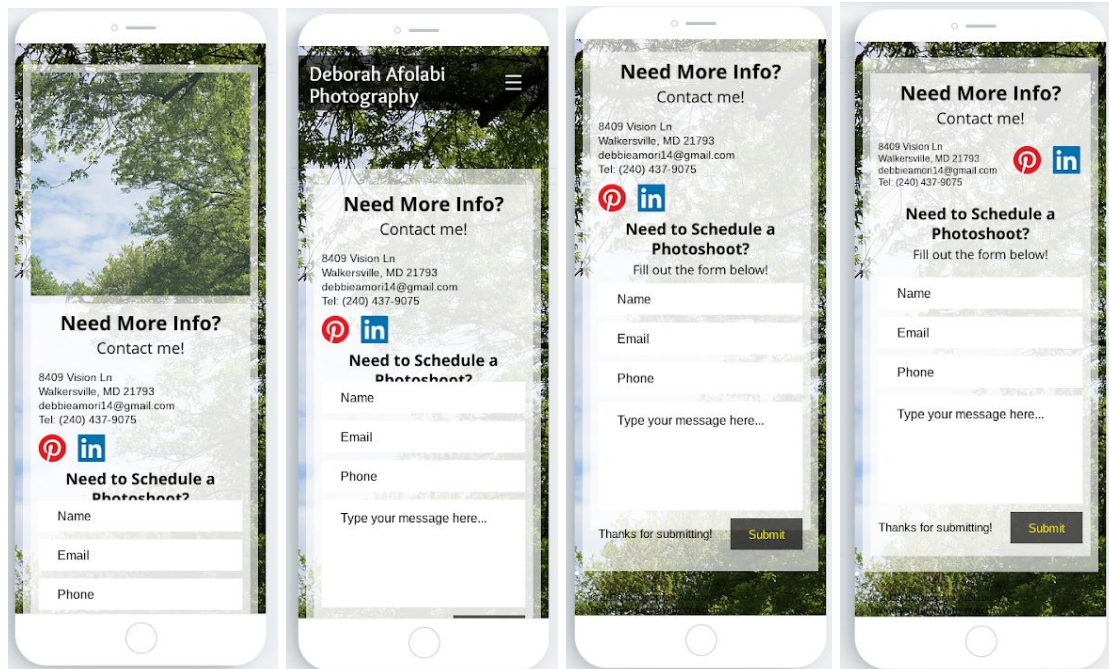 Need More Info?
Contact me!
8409 Vision Ln
Walkersville, MD 21793
debbieamori14@gmail.com
Tel: (240) 437-9075
in
Need to Schedule a
Photoshoot?
Name
Email
Phone
Deborah Afolabi
Photography
Need More Info?
Contact me!
8409 Vision Ln
Walkersville, MD 21793
debbieamori14@gmail.com
Tel: (240) 437-9075
in
Need to Schedule a
Photoshoot?
Name
Email
Phone
Type your message here...
Need More Info?
Contact me!
8409 Vision Ln
Walkersville, MD 21793
debbieamori14@gmail.com
Tel: (240) 437-9075
in
Need to Schedule a
Photoshoot?
Fill out the form below!
Name
Email
Phone
Type your message here...
Thanks for submitting!
Submit
Need More Info?
Contact me!
8409 Vision Ln
Walkersville, MD 21793
debbieamori14@gmail.com
Tel: (240) 437-9075
in
Need to Schedule a
Photoshoot?
Fill out the form below!
Name
Email
Phone
Type your message here...
Thanks for submitting!
Submit